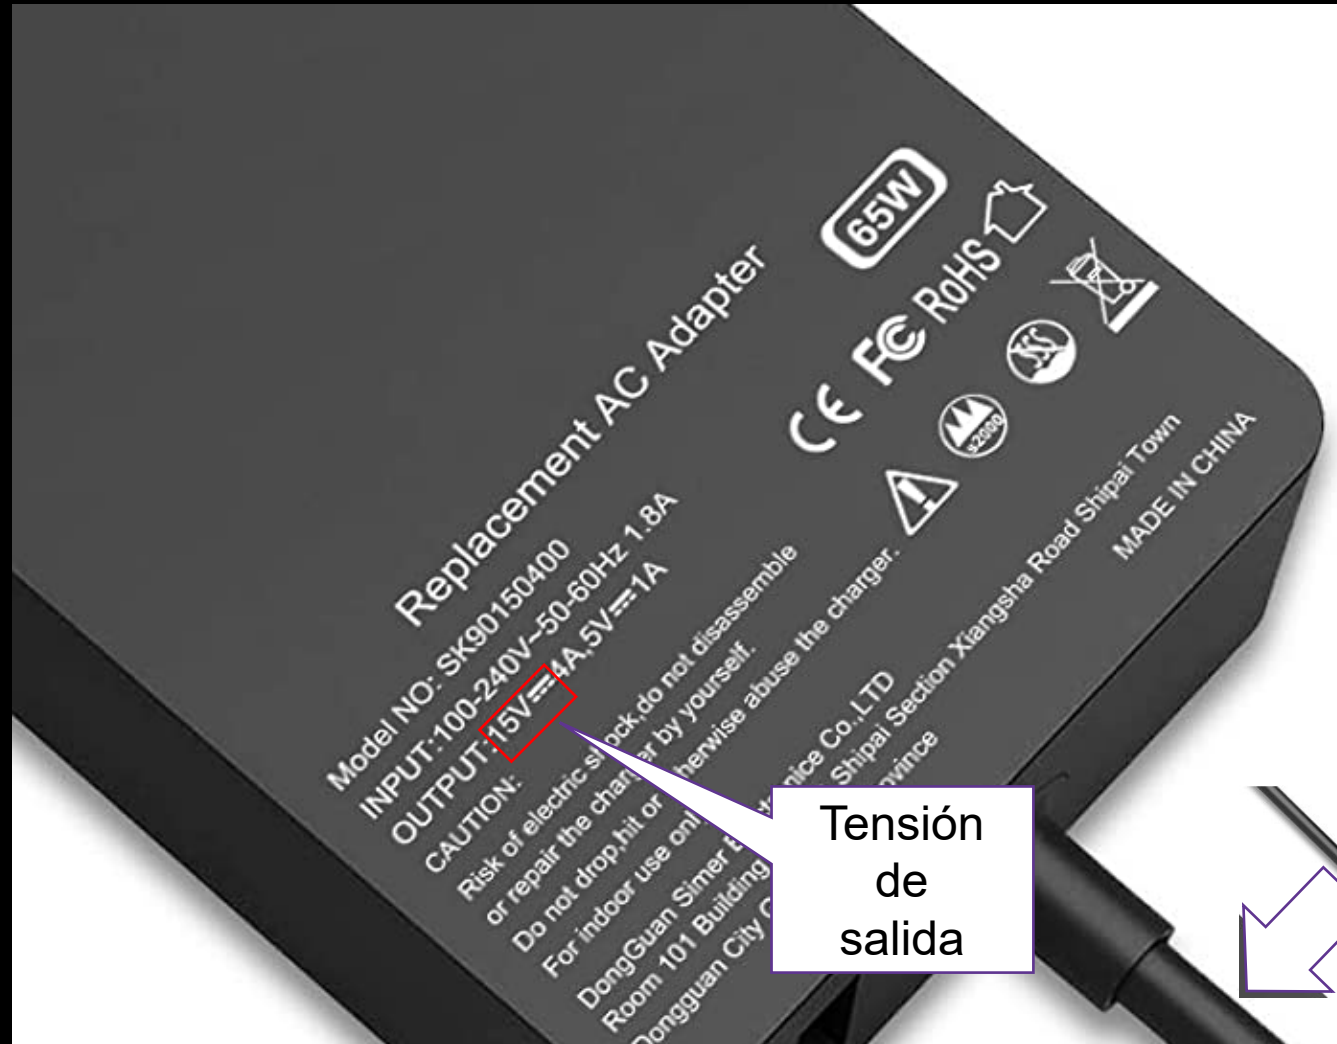 65W
Replacement AC Adapter
CE FC RoHS
s2000
Model NO: SK90150400
INPUT:100-240V~50-60Hz 1.8A
OUTPUT:15V⎓4A,5V⎓1A
CAUTION:
Risk of electric shock,do not disassemble
or repair the charger by yourself.
Do not drop,hit or otherwise abuse the charger.
For indoor use only
DongGuan Simer E nice Co.,LTD
Room 101 Building Shipai Section Xiangsha Road Shipai Town
Dongguan City
MADE IN CHINA
Tensión
de
salida